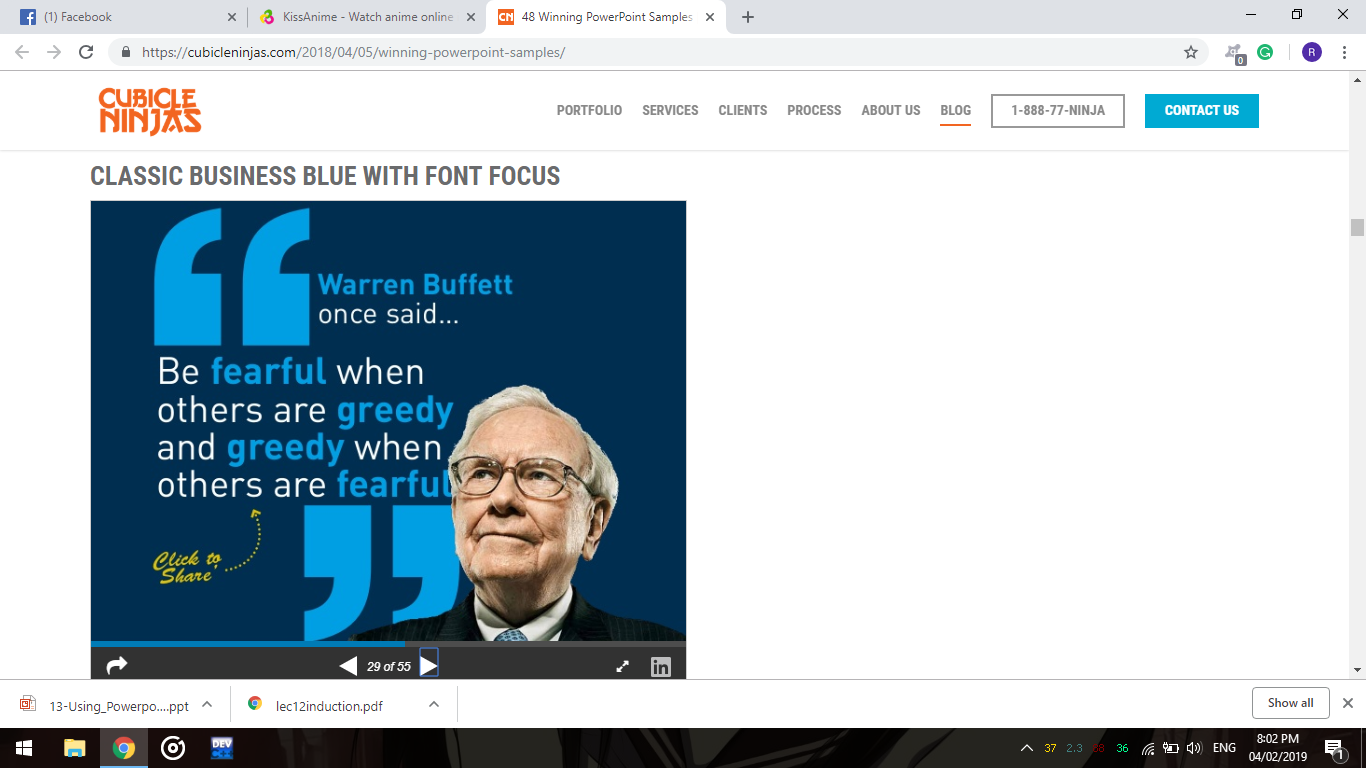 (1) Facebook
KissAnime - Watch anime online
CN
48 Winning PowerPoint Samples
https://cubicleninjas.com/2018/04/05/winning-powerpoint-samples/
0
G
R
CUBICLE
NINJAS
PORTFOLIO
SERVICES
CLIENTS
PROCESS
ABOUT US
BLOG
1-888-77-NINJA
CONTACT US
CLASSIC BUSINESS BLUE WITH FONT FOCUS
Warren Buffett
once said...
Be fearful when
others are greedy
and greedy when
others are fearful
Click to
Share
29 of 55
in
13-Using_Powerpo....ppt
lec12induction.pdf
Show all
DEV
37
2.3
36
ENG
8:02 PM
04/02/2019
1